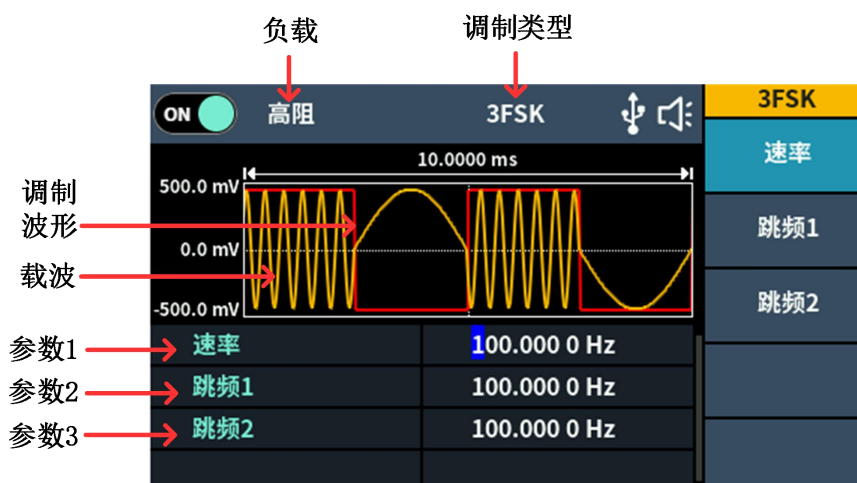 负载
调制类型
ON
高阻
3FSK
3FSK
10.0000 ms
速率
500.0 mV
调制
波形
跳频1
0.0 mV
载波
跳频2
-500.0 mV
参数1
速率
100.000 0 Hz
参数2
跳频1
100.000 0 Hz
参数3
跳频2
100.000 0 Hz